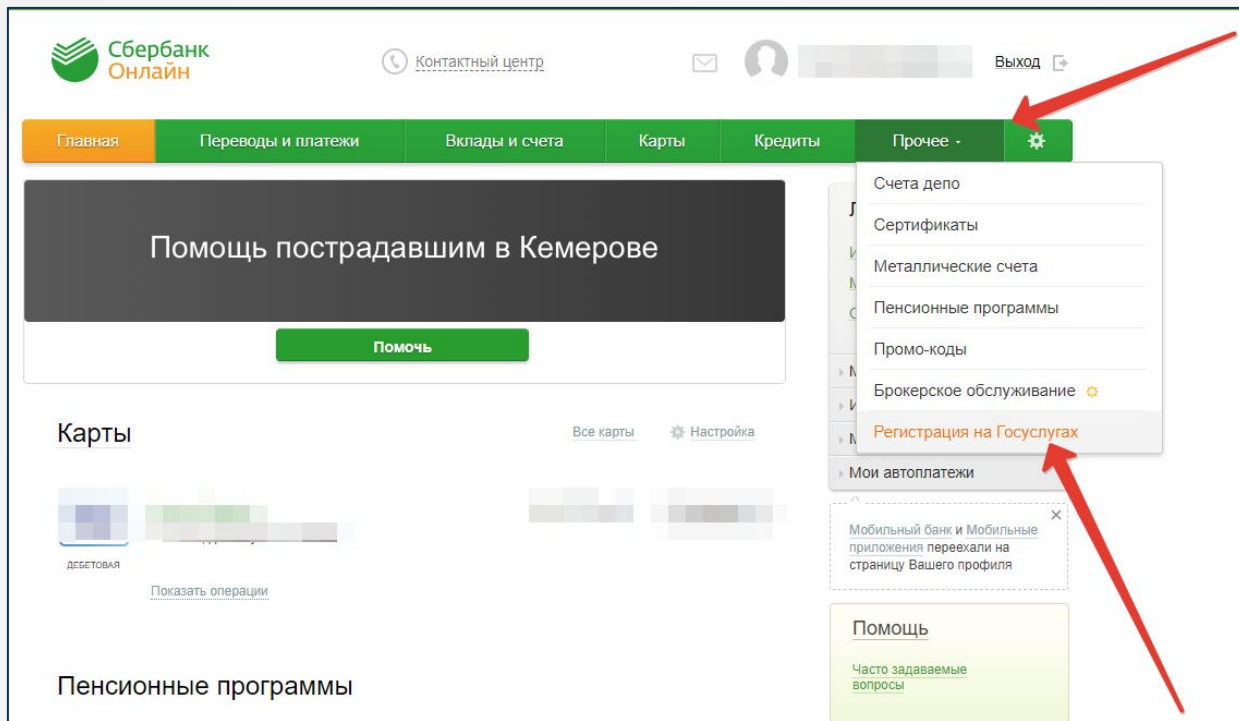 Сбербанк
Онлайн
Контактный центр
Выход
Главная
Переводы и платежи
Вклады и счета
Карты
Кредиты
Прочее
Счета депо
Сертификаты
Металлические счета
Пенсионные программы
Промо-коды
Брокерское обслуживание
Регистрация на Госуслугах
Мои автоплатежи
Помощь пострадавшим в Кемерове
Помочь
Карты
Все карты
Настройка
ДЕБЕТОВАЯ
Показать операции
Мобильный банк и Мобильные
приложения переехали на
страницу Вашего профиля
Помощь
Часто задаваемые
вопросы
Пенсионные программы